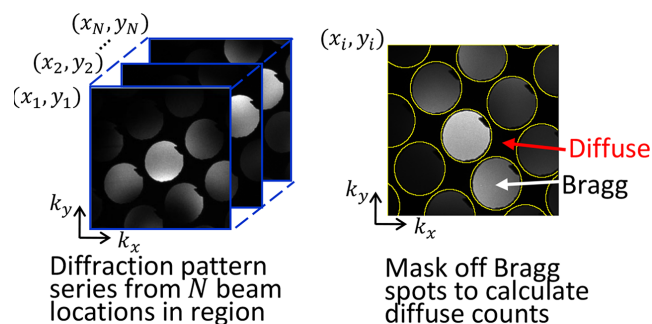 (x_N, y_N)
...
(x_2, y_2)
(x_1, y_1)
k_y
k_x
Diffraction pattern
series from N beam
locations in region
(x_i, y_i)
Diffuse
Bragg
k_y
k_x
Mask off Bragg
spots to calculate
diffuse counts